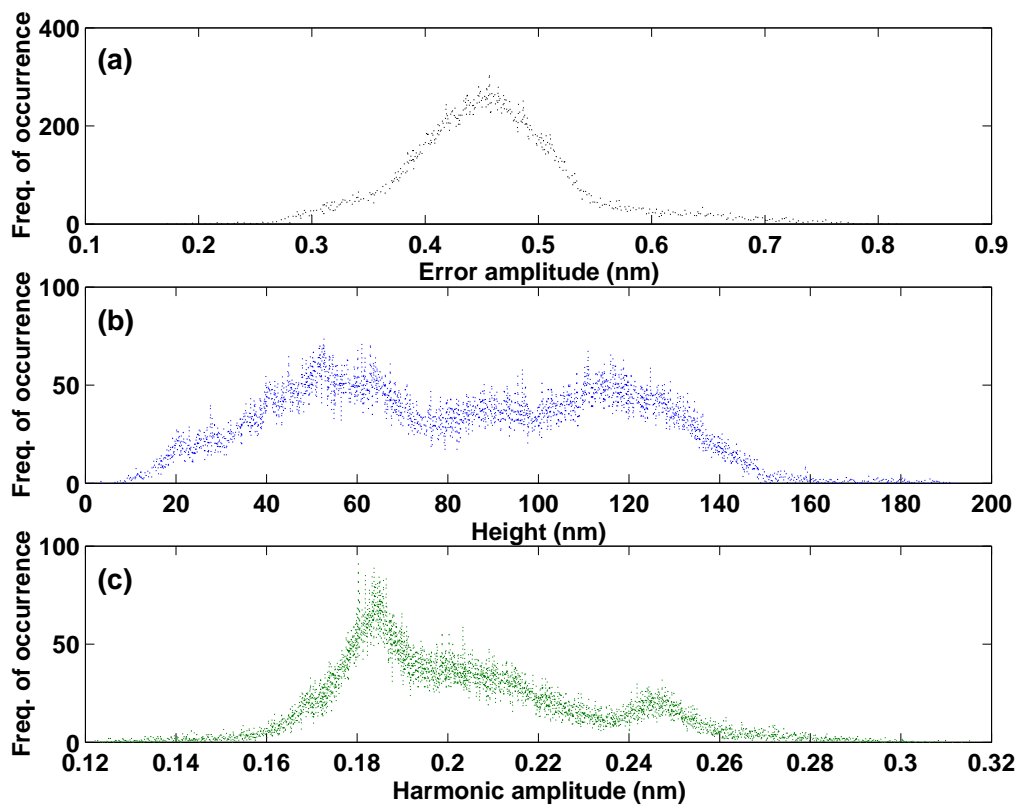 Freq. of occurrence
400
200
0
(a)
0.1 0.2 0.3 0.4 0.5 0.6 0.7 0.8 0.9
Error amplitude (nm)
Freq. of occurrence
100
50
0
(b)
0 20 40 60 80 100 120 140 160 180 200
Height (nm)
Freq. of occurrence
100
50
0
(c)
0.12 0.14 0.16 0.18 0.2 0.22 0.24 0.26 0.28 0.3 0.32
Harmonic amplitude (nm)